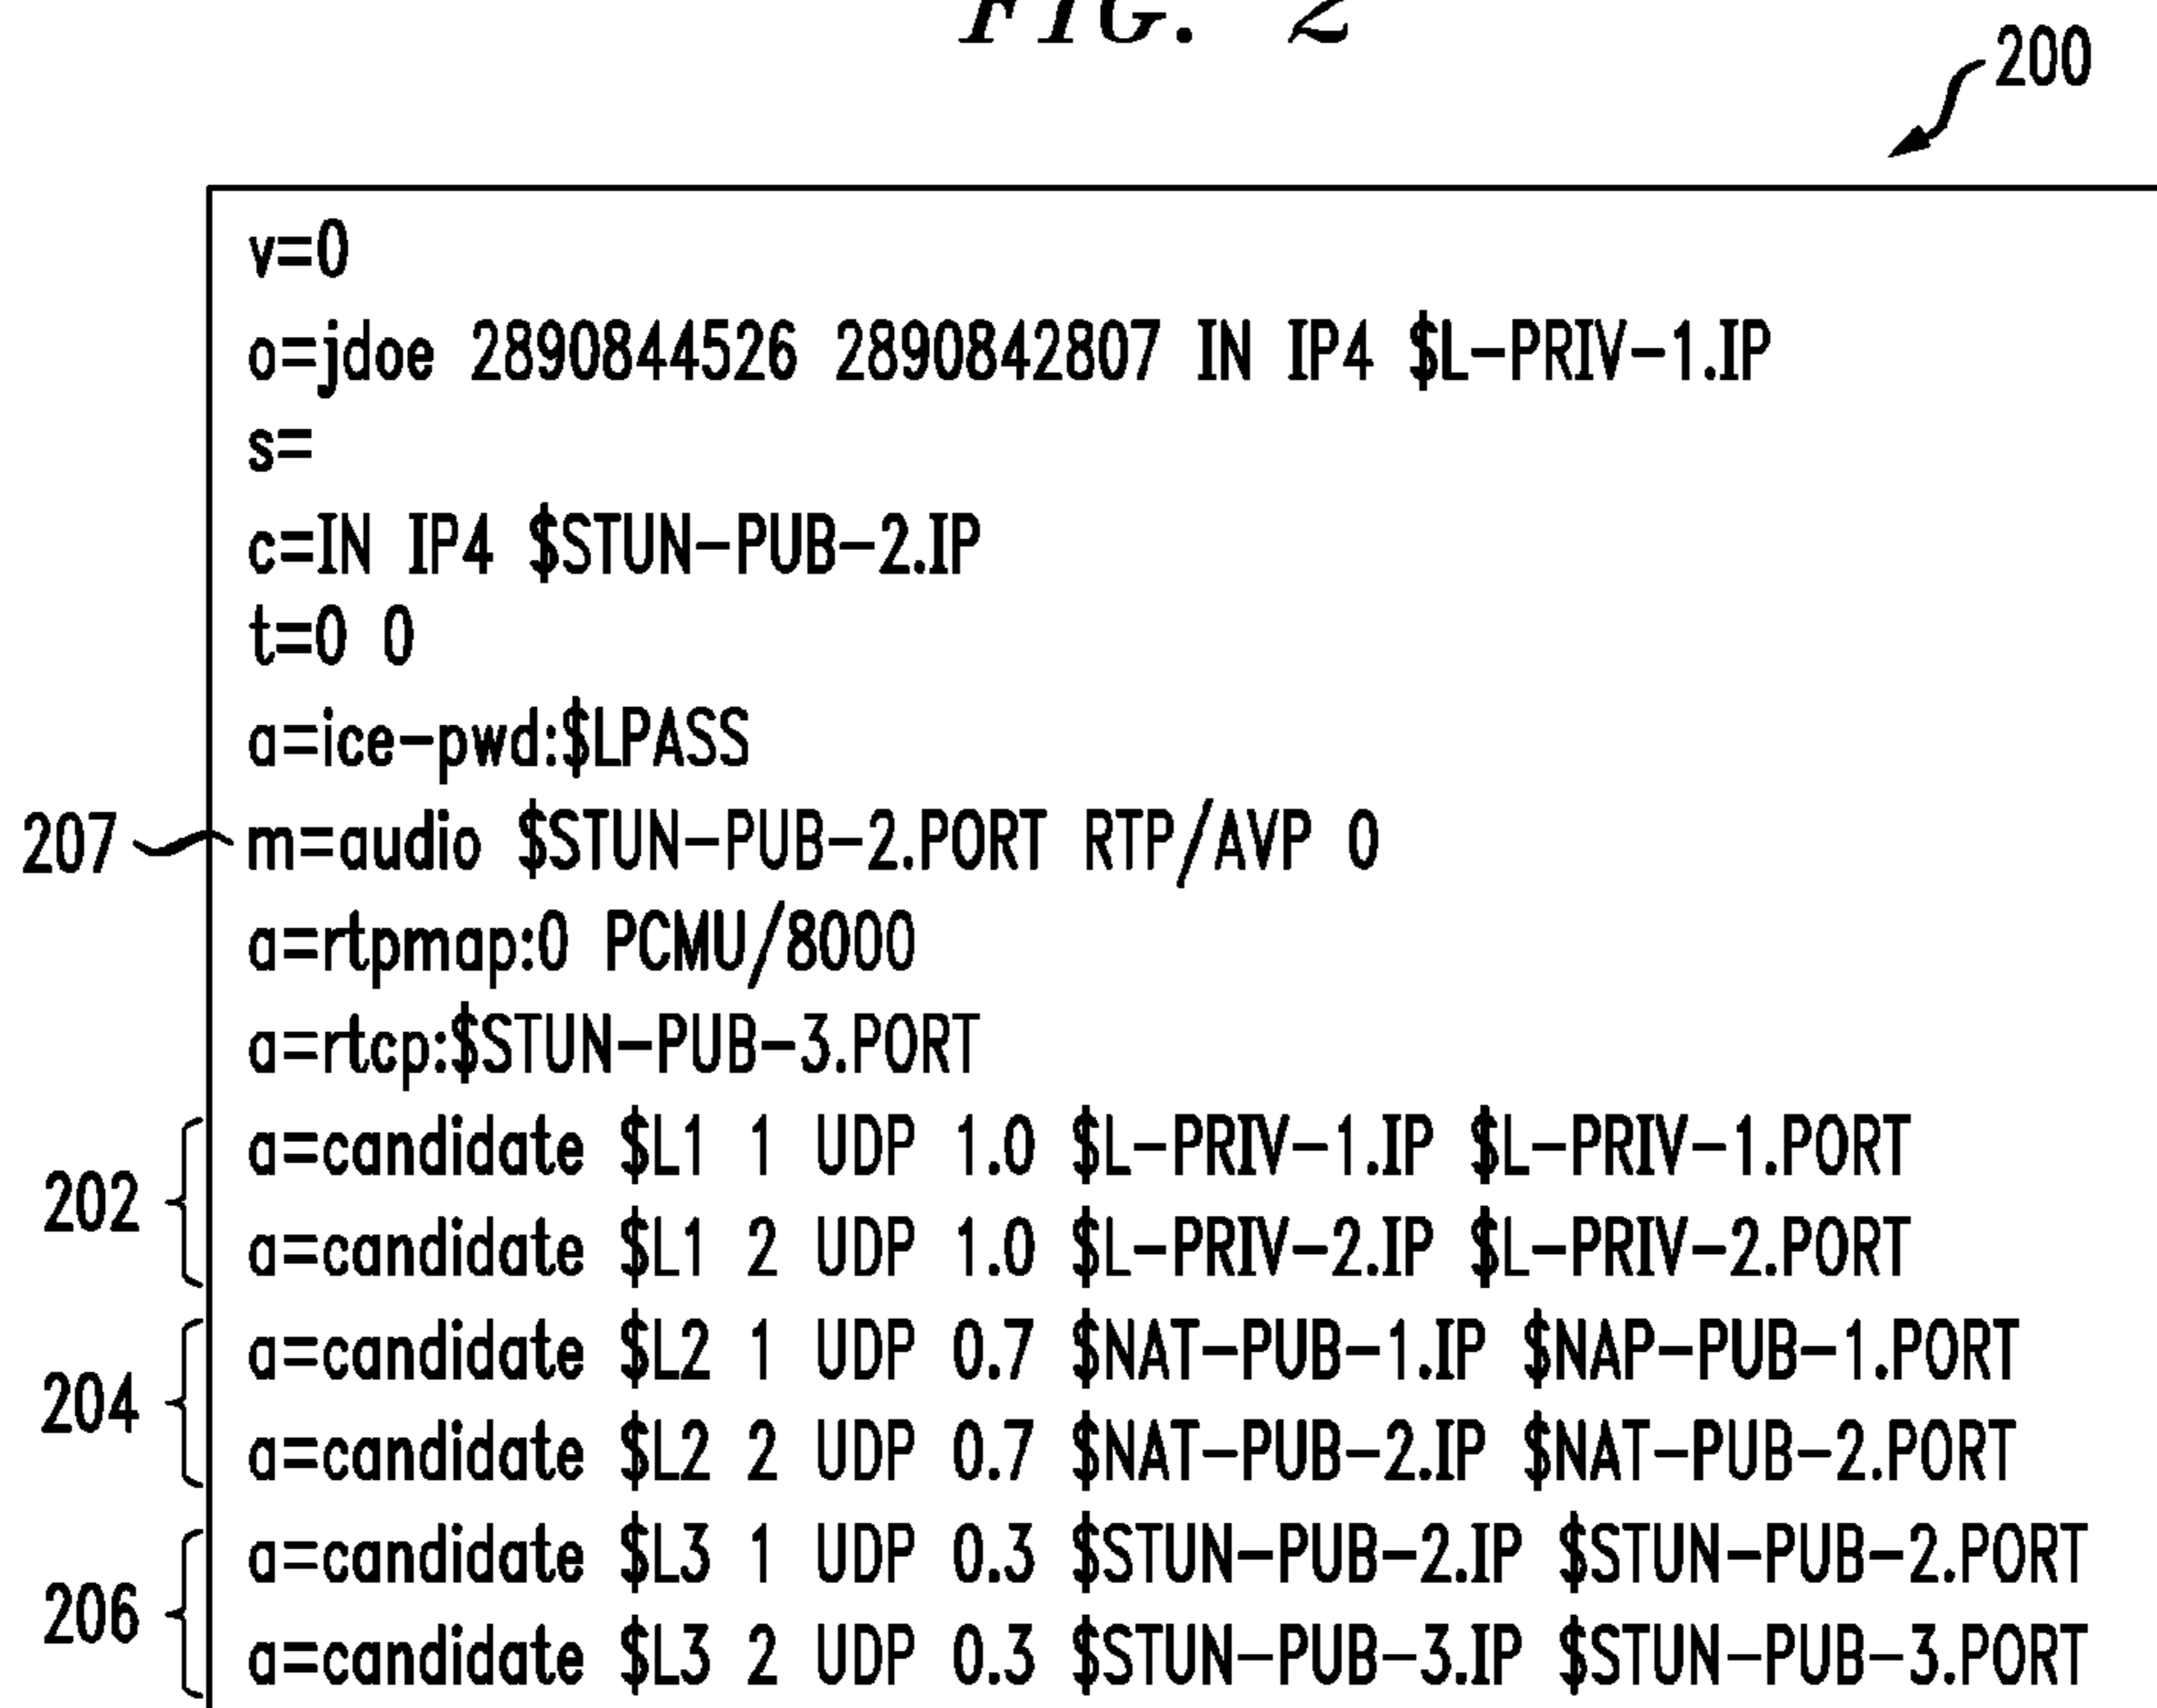 FIG. 2
200
v=0
o=jdoe 2890844526 2890842807 IN IP4 $L-PRIV-1.IP
s=
c=IN IP4 $STUN-PUB-2.IP
t=0 0
a=ice-pwd:$LPASS
207 m=audio $STUN-PUB-2.PORT RTP/AVP 0
a=rtpmap:0 PCMU/8000
a=rtcp:$STUN-PUB-3.PORT
a=candidate $L1 1 UDP 1.0 $L-PRIV-1.IP $L-PRIV-1.PORT
202
a=candidate $L1 2 UDP 1.0 $L-PRIV-2.IP $L-PRIV-2.PORT
a=candidate $L2 1 UDP 0.7 $NAT-PUB-1.IP $NAP-PUB-1.PORT
204
a=candidate $L2 2 UDP 0.7 $NAT-PUB-2.IP $NAT-PUB-2.PORT
a=candidate $L3 1 UDP 0.3 $STUN-PUB-2.IP $STUN-PUB-2.PORT
206
a=candidate $L3 2 UDP 0.3 $STUN-PUB-3.IP $STUN-PUB-3.PORT